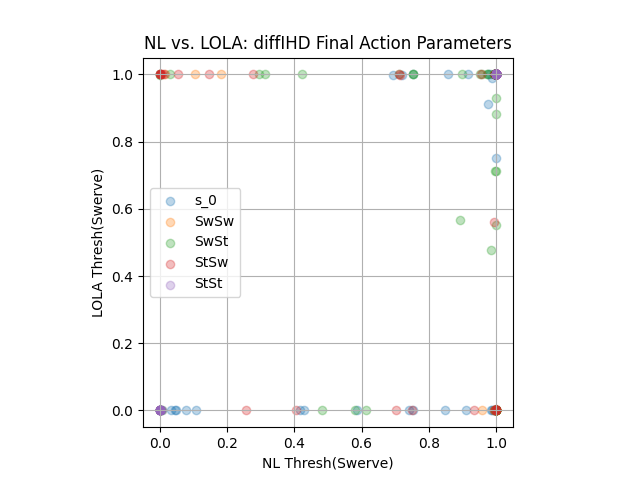 NL vs. LOLA: diffIHD Final Action Parameters
1.0
0.8
0.6
0.4
0.2
0.0
LOLA Thresh(Swerve)
s_0
SwSw
SwSt
StSw
StSt
0.0 0.2 0.4 0.6 0.8 1.0
NL Thresh(Swerve)